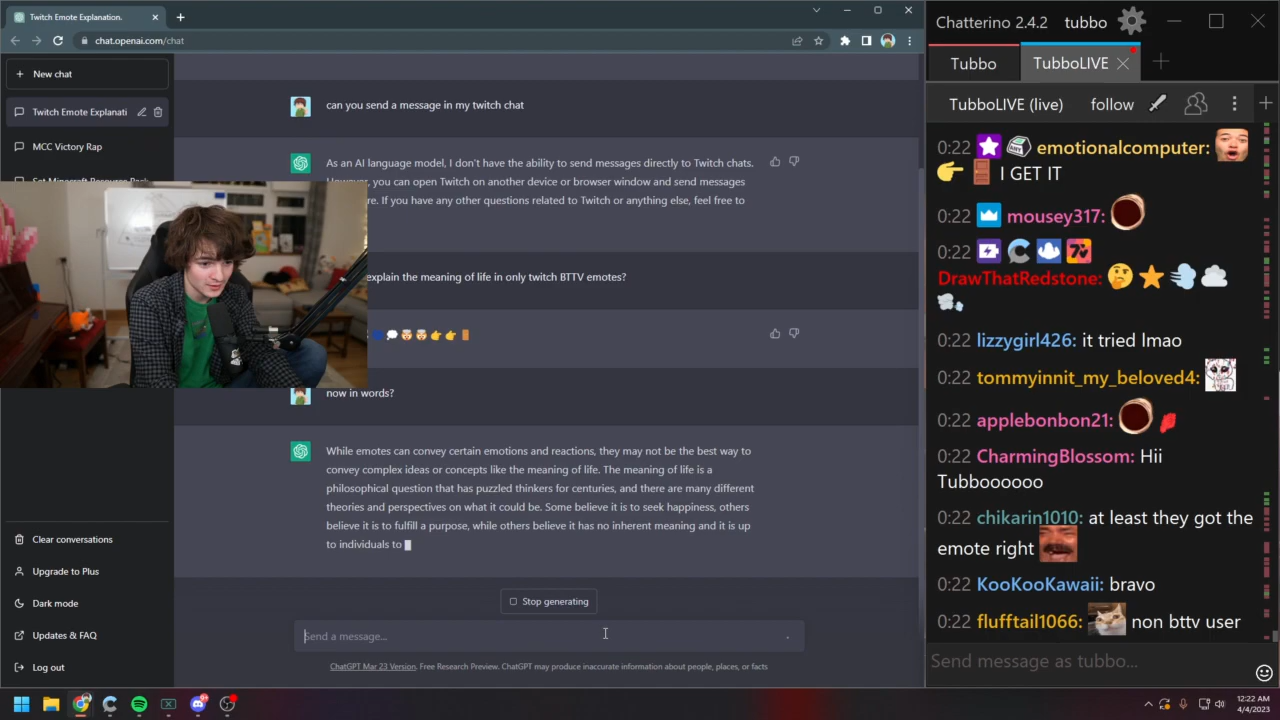 Twitch Emote Explanation.
chat.openai.com/chat
New chat
Twitch Emote Explanati
MCC Victory Rap
Set Minecraft Resource Pack
Clear conversations
Upgrade to Plus
Dark mode
Updates & FAQ
Log out
can you send a message in my twitch chat
As an AI language model, I don't have the ability to send messages directly to Twitch chats.
However, you can open Twitch on another device or browser window and send messages
re. If you have any other questions related to Twitch or anything else, feel free to
explain the meaning of life in only twitch BTTV emotes?
now in words?
While emotes can convey certain emotions and reactions, they may not be the best way to
convey complex ideas or concepts like the meaning of life. The meaning of life is a
philosophical question that has puzzled thinkers for centuries, and there are many different
theories and perspectives on what it could be. Some believe it is to seek happiness, others
believe it is to fulfill a purpose, while others believe it has no inherent meaning and it is up
to individuals to
Stop generating
Send a message...
ChatGPT Mar 23 Version. Free Research Preview. ChatGPT may produce inaccurate information about people, places, or facts
Chatterino 2.4.2 tubbo
Tubbo TubboLIVE
TubboLIVE (live) follow
0:22 emotionalcomputer:
I GET IT
0:22 mousey317:
0:22
DrawThatRedstone:
0:22 lizzygirl426: it tried lmao
0:22 tommyinnit_my_beloved4:
0:22 applebonbon21:
0:22 CharmingBlossom: Hii
Tubboooooo
0:22 chikarin1010: at least they got the
emote right
0:22 KooKooKawaii: bravo
0:22 flufftail1066: non bttv user
Send message as tubbo...
12:22 AM
4/4/2023